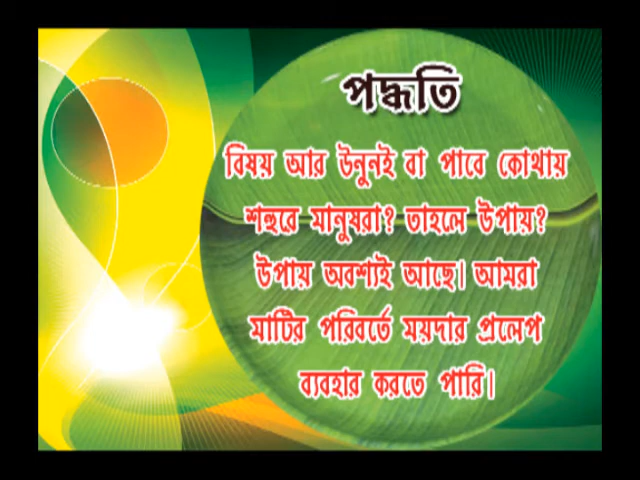 পদ্ধতি
বিষয় আর উনুনই বা পাবে কোথায়
শহুরে মানুষরা? তাহলে উপায়?
উপায় অবশ্যই আছে। আমরা
মাটির পরিবর্তে ময়দার প্রলেপ
ব্যবহার করতে পারি।